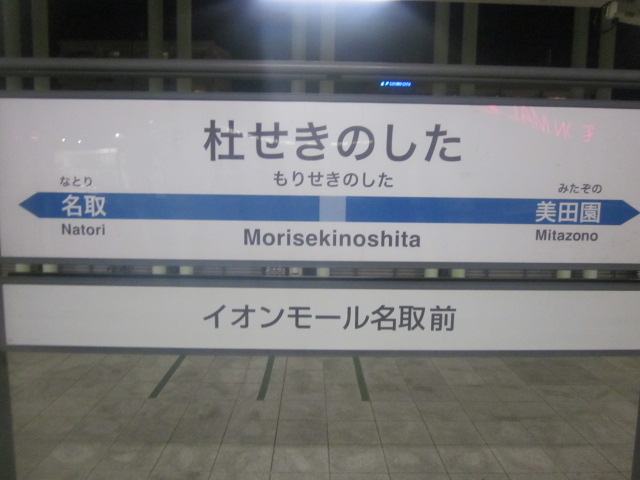 杜せきのした
もりせきのした
なとり
名取
Natori
Morisekinoshita
みたぞの
美田園
Mitazono
イオンモール名取前